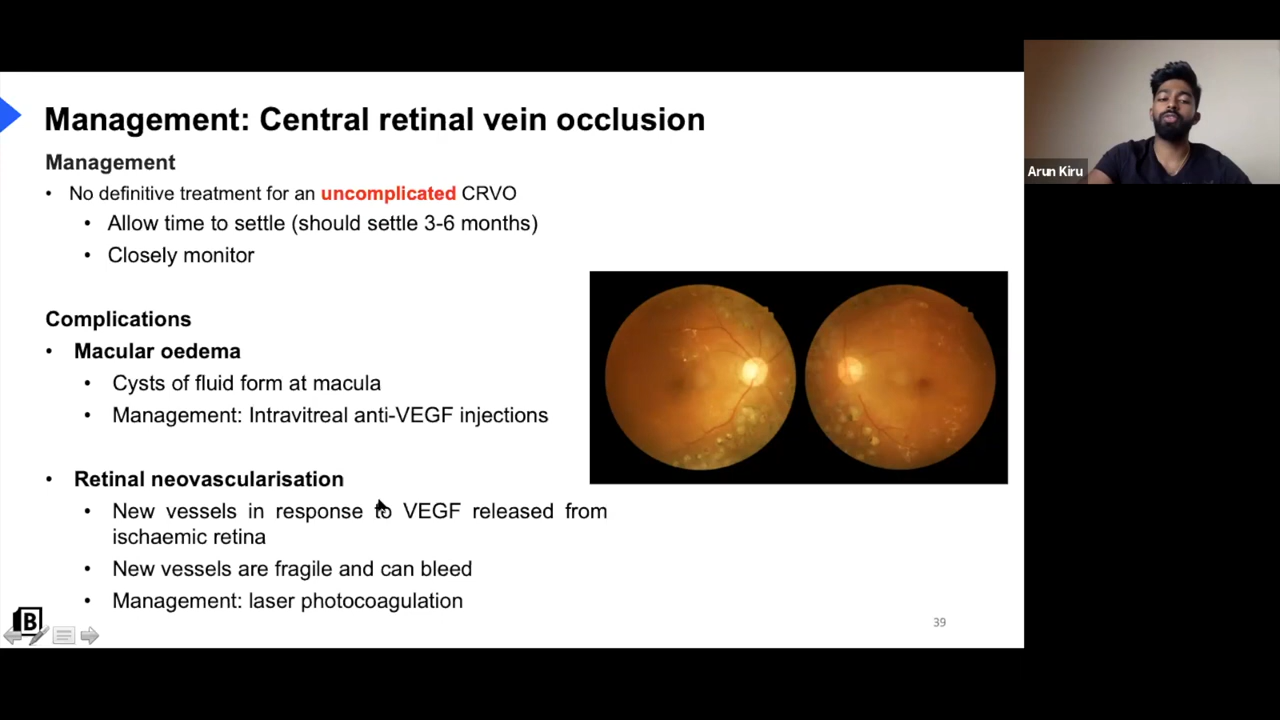 Management: Central retinal vein occlusion
Management
• No definitive treatment for an uncomplicated CRVO
• Allow time to settle (should settle 3-6 months)
• Closely monitor
Complications
• Macular oedema
• Cysts of fluid form at macula
• Management: Intravitreal anti-VEGF injections
• Retinal neovascularisation
• New vessels in response to VEGF released from
ischaemic retina
• New vessels are fragile and can bleed
• Management: laser photocoagulation
B
39
Arun Kiru